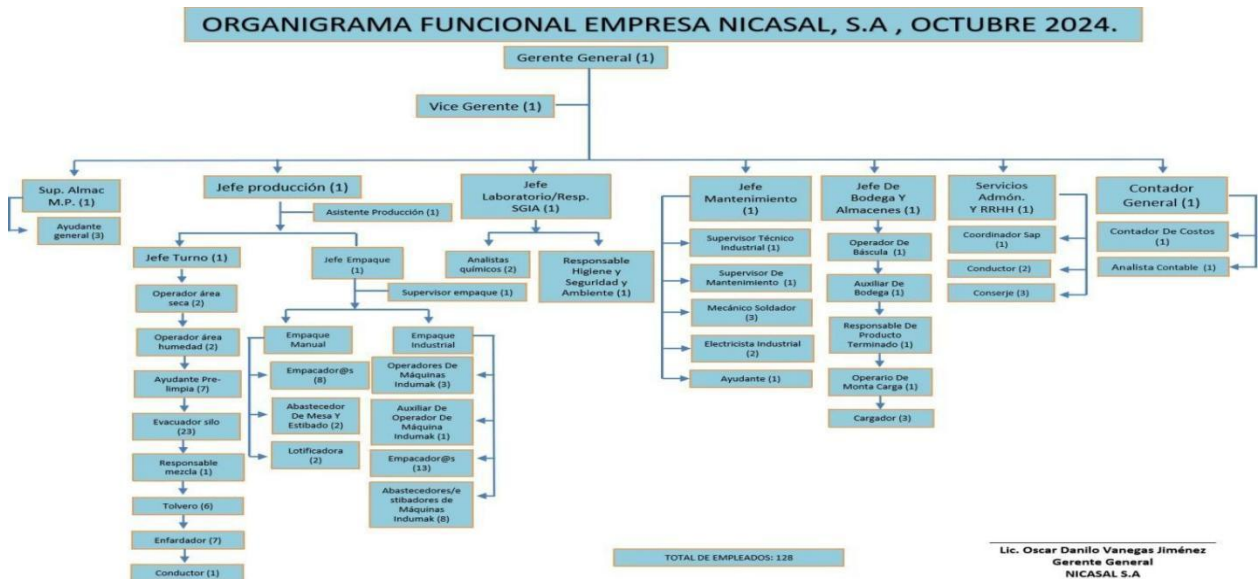 ORGANIGRAMA FUNCIONAL EMPRESA NICASAL, S.A , OCTUBRE 2024.
Gerente General (1)
Vice Gerente (1)
Sup. Almac
M.P. (1)
Ayudante
general (3)
Jefe producción (1)
Asistente Producción (1)
Jefe Turno (1)
Operador área
seca (2)
Operador área
humedad (2)
Ayudante Pre-
limpia (7)
Evacuador silo
(23)
Responsable
mezcla (1)
Tolvero (6)
Enfardador (7)
Conductor (1)
Jefe Empaque
(1)
Supervisor empaque (1)
Empaque
Manual
Empacador@s
(8)
Abastecedor
De Mesa Y
Estibado (2)
Lotificadora
(2)
Empaque
Industrial
Operadores De
Máquinas
Indumak (3)
Auxiliar De
Operador De
Máquina
Indumak (1)
Empacador@s
(13)
Abastecedores/e
stibadores de
Máquinas
Indumak (8)
Jefe
Laboratorio/Resp.
SGIA (1)
Analistas
químicos (2)
Responsable
Higiene y
Seguridad y
Ambiente (1)
Jefe
Mantenimiento
(1)
Supervisor Técnico
Industrial (1)
Supervisor De
Mantenimiento (1)
Mecánico Soldador
(3)
Electricista Industrial
(2)
Ayudante (1)
Jefe De
Bodega Y
Almacenes (1)
Operador De
Báscula (1)
Auxiliar De
Bodega (1)
Responsable De
Producto
Terminado (1)
Operario De
Monta Carga (1)
Cargador (3)
Servicios
Admón.
Y RRHH (1)
Coordinador Sap
(1)
Conductor (2)
Conserje (3)
Contador
General (1)
Contador De Costos
(1)
Analista Contable (1)
TOTAL DE EMPLEADOS: 128
Lic. Oscar Danilo Vanegas Jiménez
Gerente General
NICASAL S.A